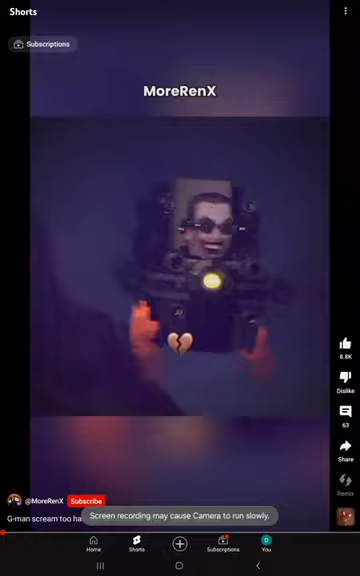 Shorts
Subscriptions
MoreRenX
8.8K
Dislike
63
Share
Remix
@MoreRenX
Subscribe
G-man scream too ha
Screen recording may cause Camera to run slowly.
Home
Shorts
Subscriptions
You